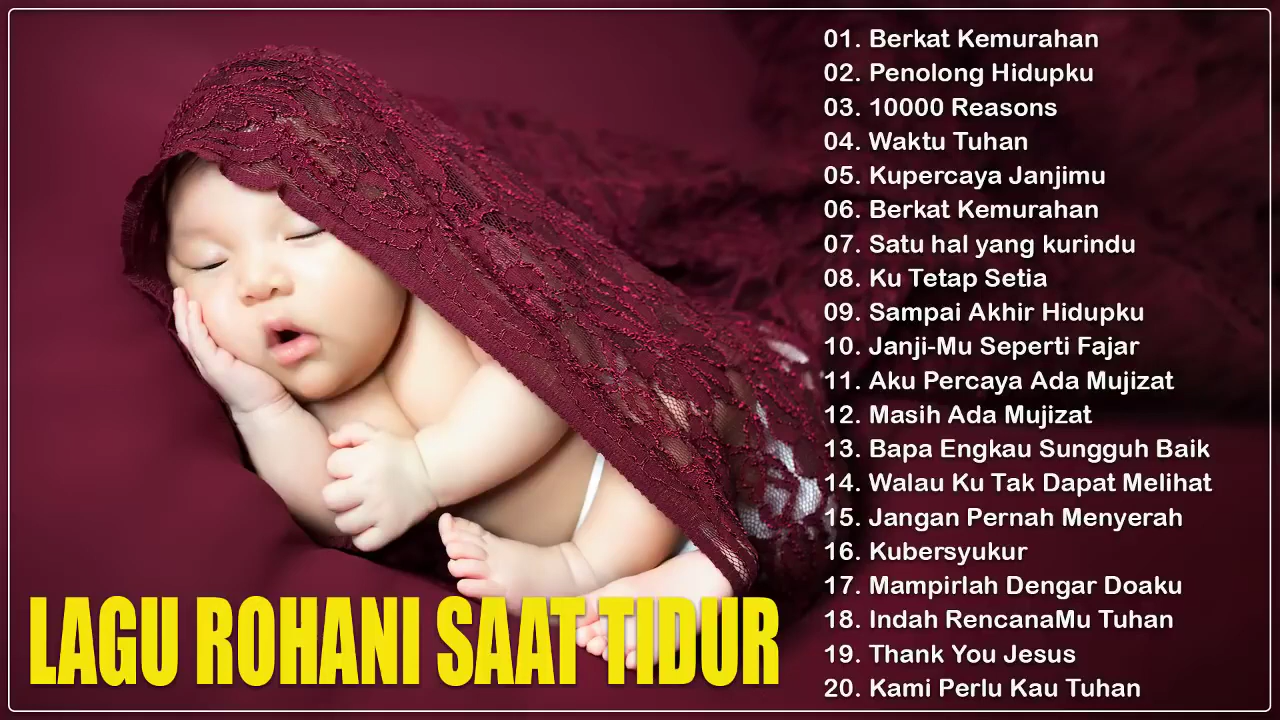 01. Berkat Kemurahan
02. Penolong Hidupku
03. 10000 Reasons
04. Waktu Tuhan
05. Kupercaya Janjimu
06. Berkat Kemurahan
07. Satu hal yang kurindu
08. Ku Tetap Setia
09. Sampai Akhir Hidupku
10. Janji-Mu Seperti Fajar
11. Aku Percaya Ada Mujizat
12. Masih Ada Mujizat
13. Bapa Engkau Sungguh Baik
14. Walau Ku Tak Dapat Melihat
15. Jangan Pernah Menyerah
16. Kubersyukur
17. Mampirlah Dengar Doaku
18. Indah RencanaMu Tuhan
19. Thank You Jesus
20. Kami Perlu Kau Tuhan
LAGU ROHANI SAAT TIDUR